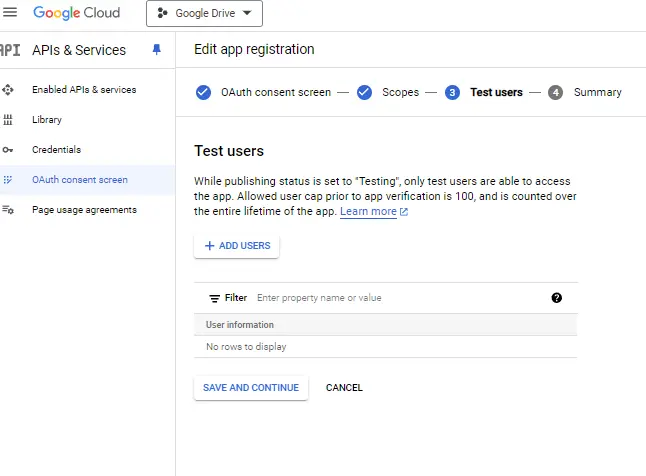 Google Cloud
Google Drive
API
APIs & Services
Edit app registration
Enabled APIs & services
Library
Credentials
OAuth consent screen
Page usage agreements
OAuth consent screen
Scopes
3 Test users
4 Summary
Test users
While publishing status is set to "Testing", only test users are able to access
the app. Allowed user cap prior to app verification is 100, and is counted over
the entire lifetime of the app. Learn more
+ ADD USERS
Filter Enter property name or value ?
User information
No rows to display
SAVE AND CONTINUE CANCEL